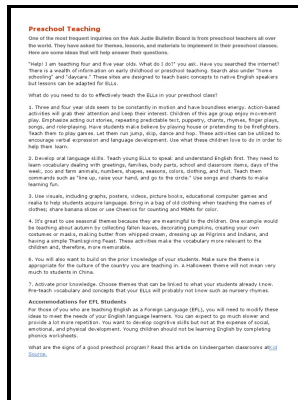 Preschool Teaching
One of the most frequent inquiries on the Ask Judie Bulletin Board is from preschool teachers all over
the world. They have asked for themes, lessons, and materials to implement in their preschool classes.
Here are some ideas that will help answer their questions.
"Help! I am teaching four and five year olds. What do I do?" you ask. Have you searched the internet?
There is a wealth of information on early childhood or preschool teaching. Search also under "home
schooling" and "daycare." These sites are designed to teach basic concepts to native English speakers
but lessons can be adapted for ELLs.
What do you need to do to effectively teach the ELLs in your preschool class?
1. Three and four year olds seem to be constantly in motion and have boundless energy. Action-based
activities will grab their attention and keep their interest. Children of this age group enjoy movement
play. Emphasize acting out stories, repeating predictable text, puppetry, chants, rhymes, finger plays,
songs, and role-playing. Have students make believe by playing house or pretending to be firefighters.
Teach them to play games. Let them run jump, skip, dance and hop. These activities can be utilized to
encourage verbal expression and language development. Use what these children love to do in order to
help them learn.
2. Develop oral language skills. Teach young ELLs to speak and understand English first. They need to
learn vocabulary dealing with greetings, families, body parts, school and classroom items, days of the
week, zoo and farm animals, numbers, shapes, seasons, colors, clothing, and fruit. Teach them
commands such as "line up, raise your hand, and go to the circle." Use songs and chants to make
learning fun.
3. Use visuals, including graphs, posters, videos, picture books, educational computer games and
realia to help students acquire language. Bring in a bag of old clothing when teaching the names of
clothes; share banana chips or use Cheerios for counting and M&Ms for color.
4. It's great to use seasonal themes because they are meaningful to the children. One example would
be teaching about autumn by collecting fallen leaves, decorating pumpkins, creating your own
costumes or masks, making butter from whipped cream, dressing up as Pilgrims and Indians, and
having a simple Thanksgiving Feast. These activities make the vocabulary more relevant to the
children and, therefore, more memorable.
6. You will also want to build on the prior knowledge of your students. Make sure the theme is
appropriate for the culture of the country you are teaching in. A Halloween theme will not mean very
much to students in China.
7. Activate prior knowledge. Choose themes that can be linked to what your students already know.
Pre-teach vocabulary and concepts that your ELLs will probably not know such as nursery rhymes.
Accommodations for EFL Students
For those of you who are teaching English as a Foreign Language (EFL), you will need to modify these
ideas to meet the needs of your English language learners. You can expect to go much slower and
provide a lot more repetition. You want to develop cognitive skills but not at the expense of social,
emotional, and physical development. Young children should not be learning English by completing
phonics worksheets.
What are the signs of a good preschool program? Read this article on kindergarten classrooms at Kid
Source.